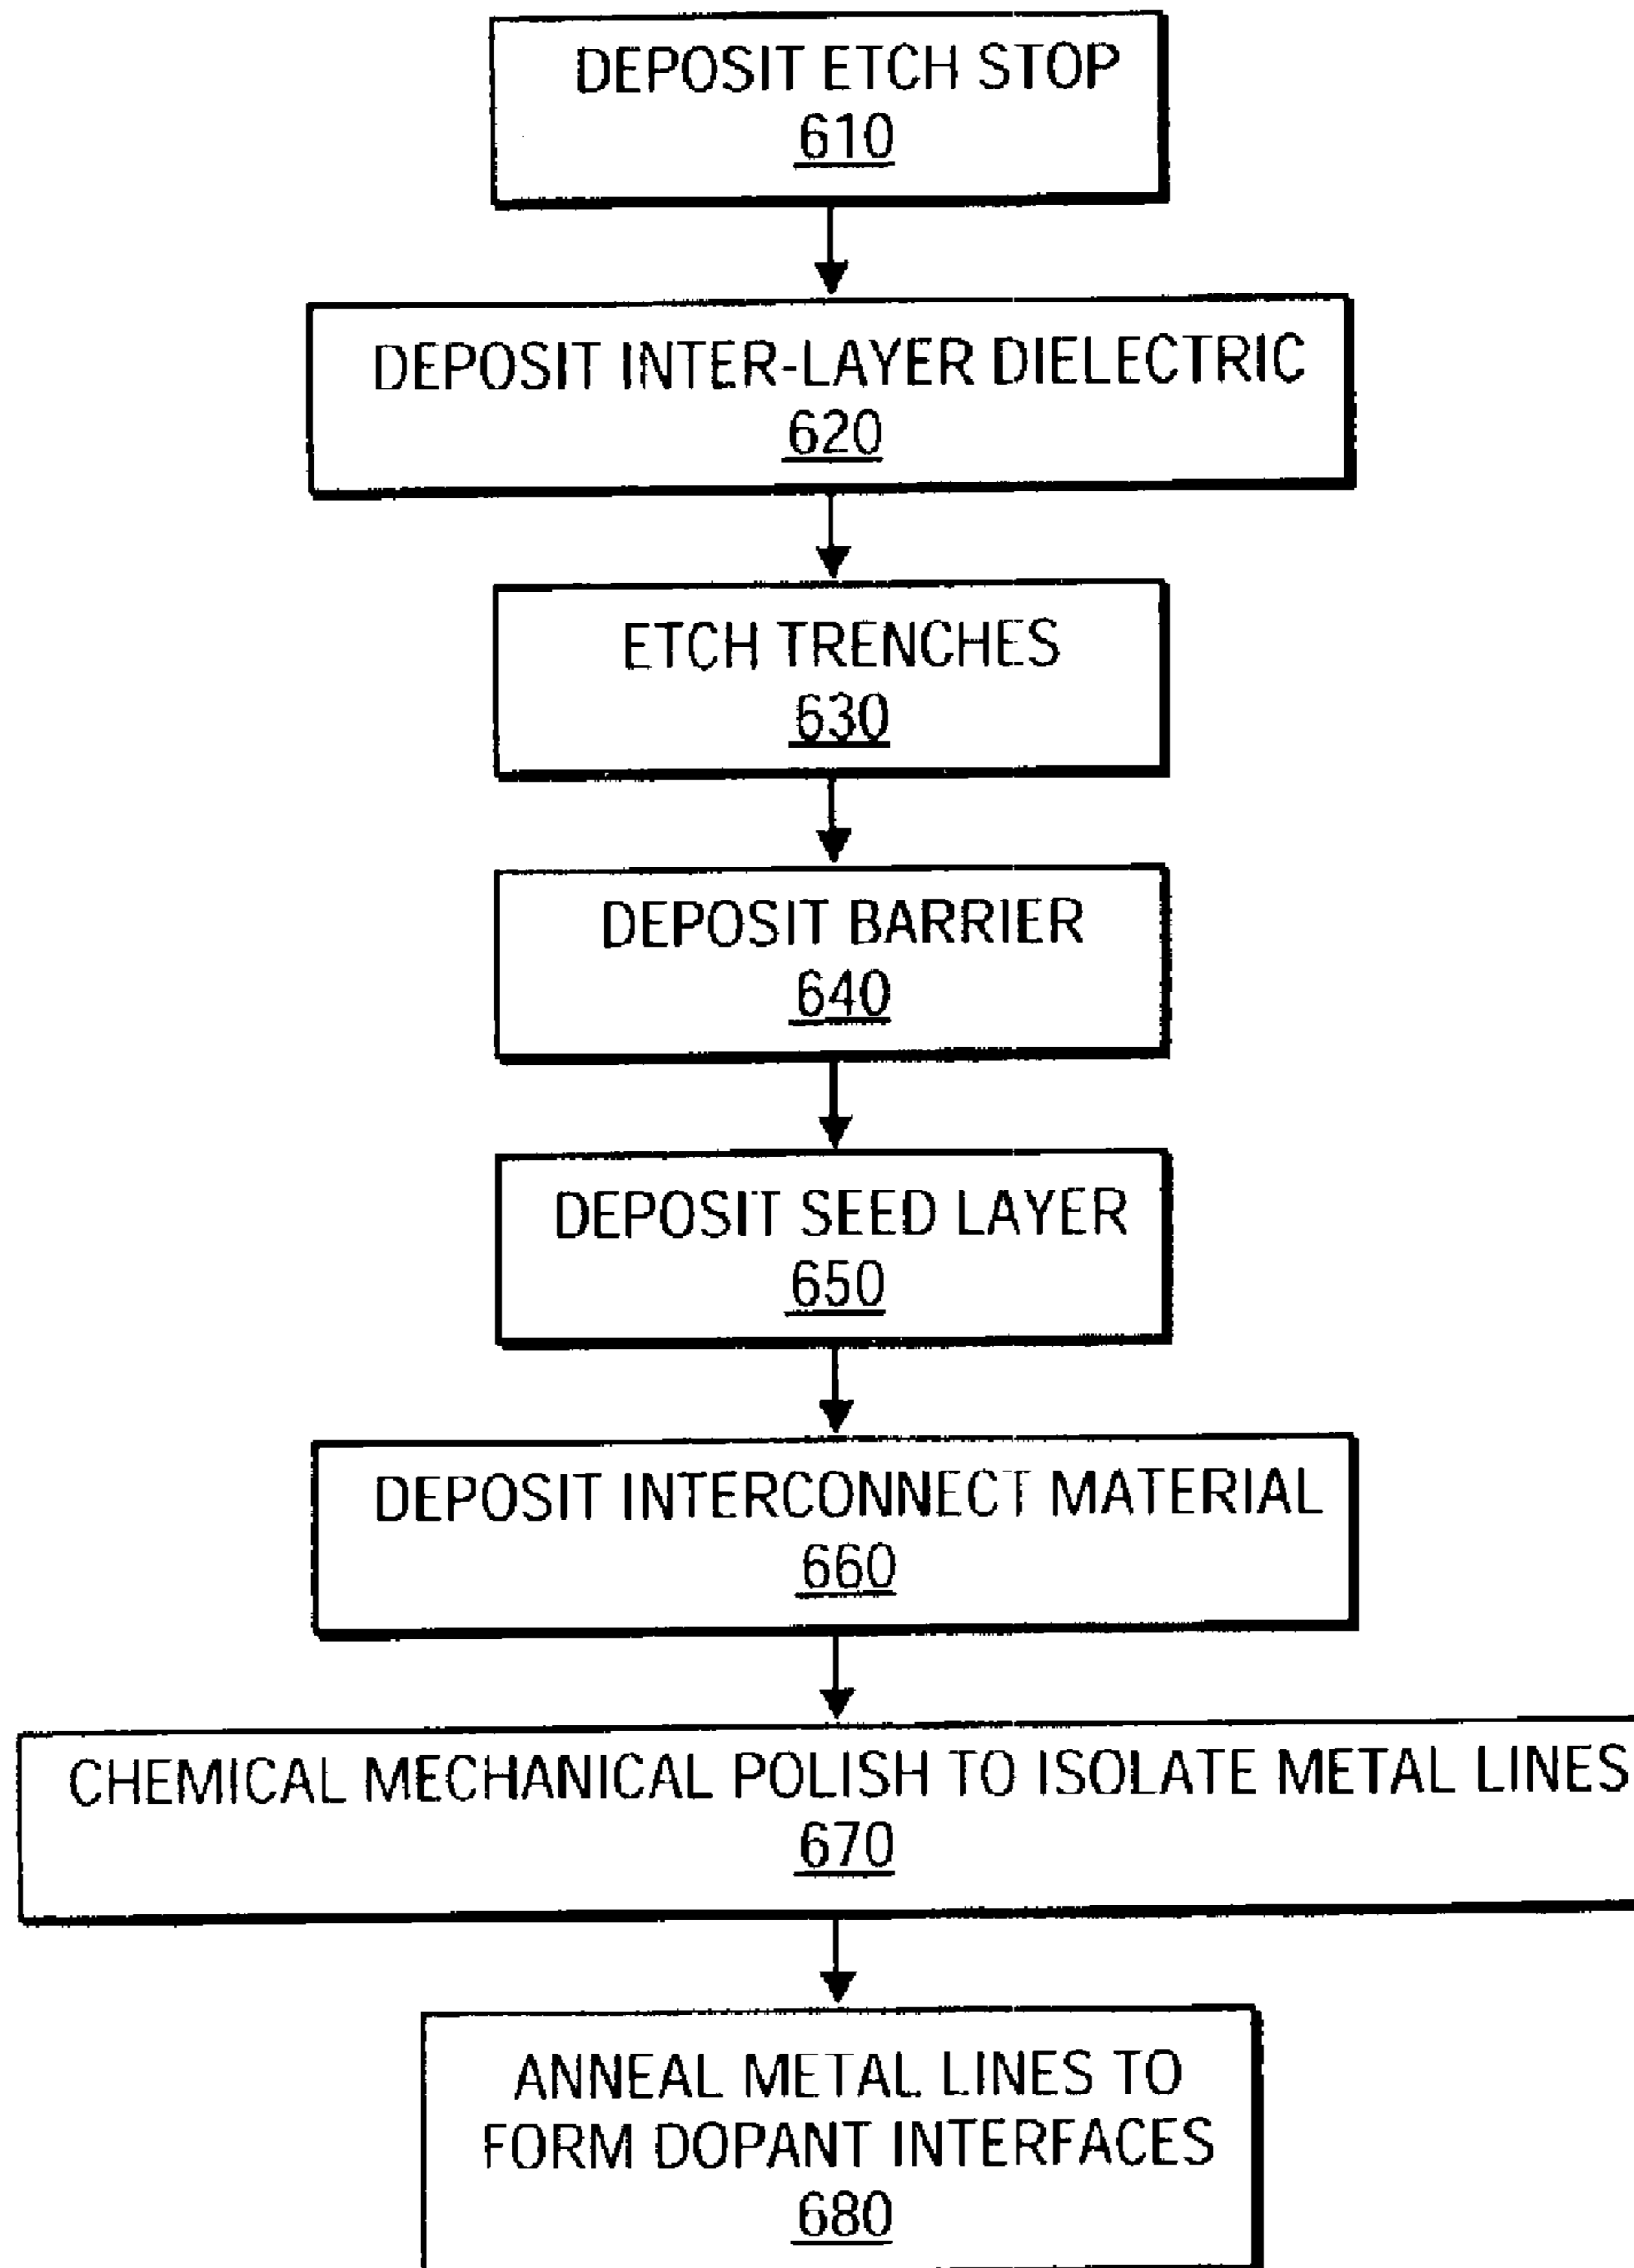 DEPOSIT ETCH STOP
610
DEPOSIT INTER-LAYER DIELECTRIC
620
ETCH TRENCHES
630
DEPOSIT BARRIER
640
DEPOSIT SEED LAYER
650
DEPOSIT INTERCONNECT MATERIAL
660
CHEMICAL MECHANICAL POLISH TO ISOLATE METAL LINES
670
ANNEAL METAL LINES TO
FORM DOPANT INTERFACES
680